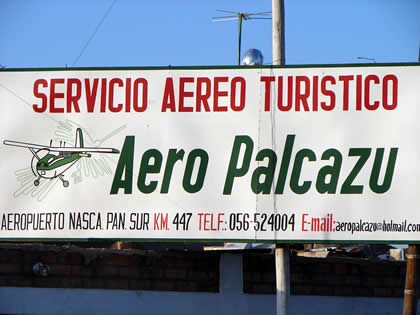 SERVICIO AEREO TURISTICO
Aero Palcazu
AEROPUERTO NASCA. PAN. SUR KM. 447 TELF.: 056-524004 E-mail:aeropalcazu@hotmail.com